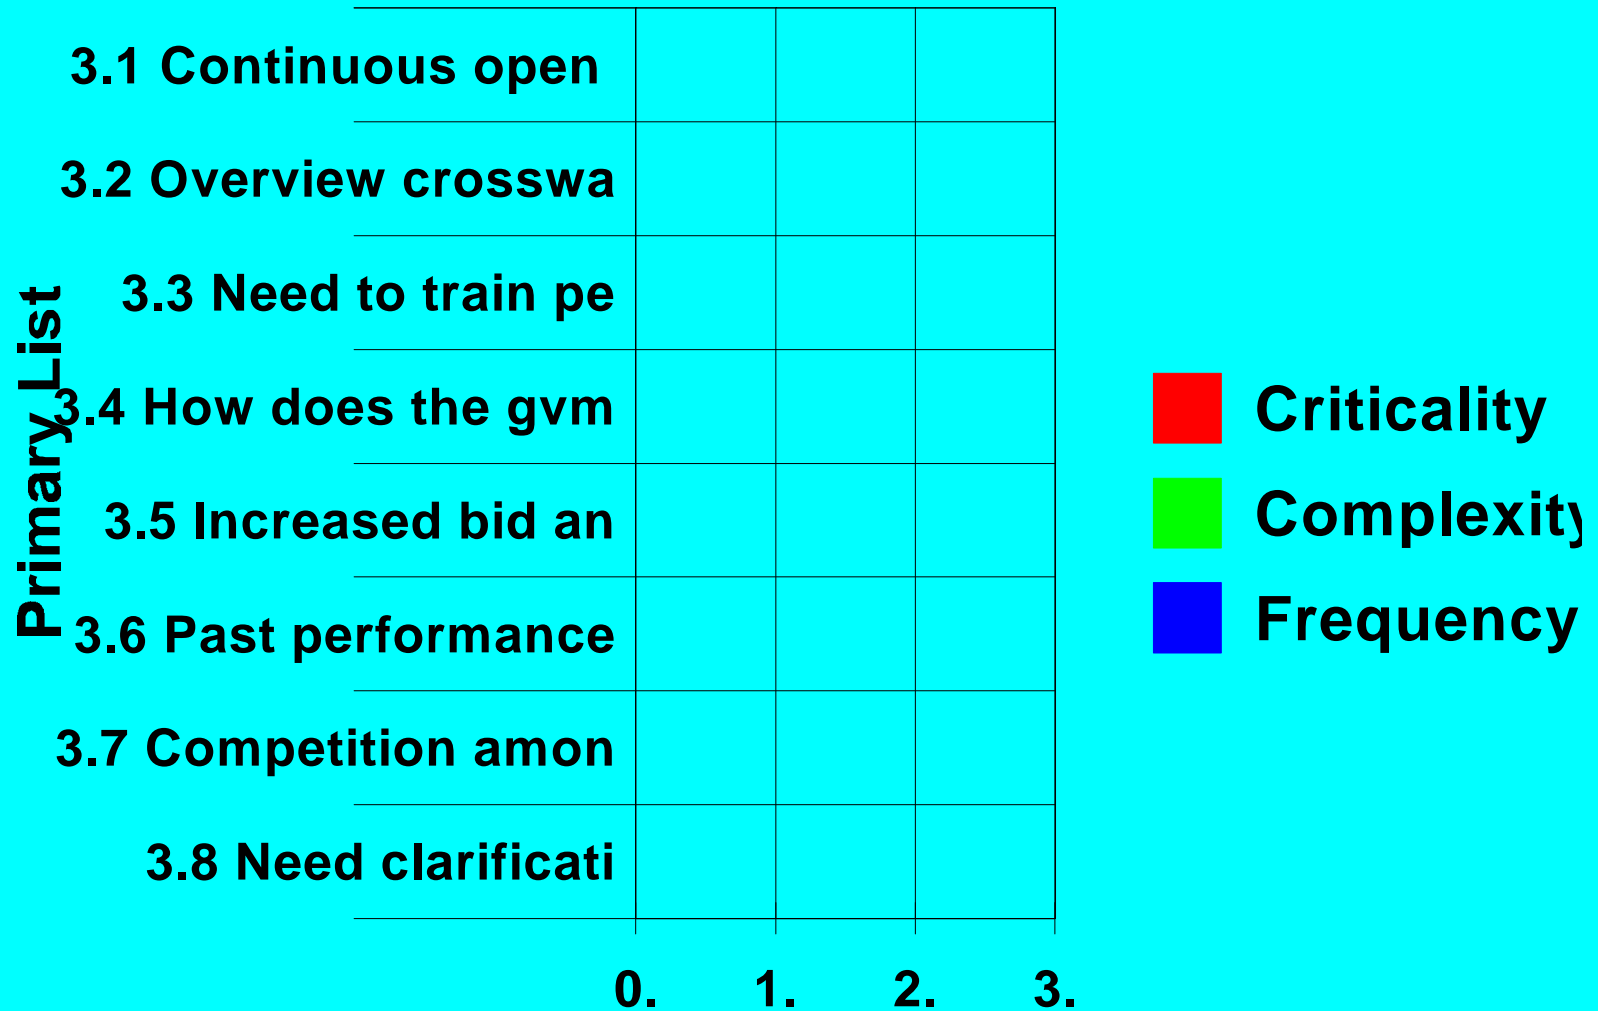 Primary List
3.1 Continuous open
3.2 Overview crosswa
3.3 Need to train pe
3.4 How does the gvm
3.5 Increased bid an
3.6 Past performance
3.7 Competition amon
3.8 Need clarificati
0. 1. 2. 3.
Criticality
Complexity
Frequency